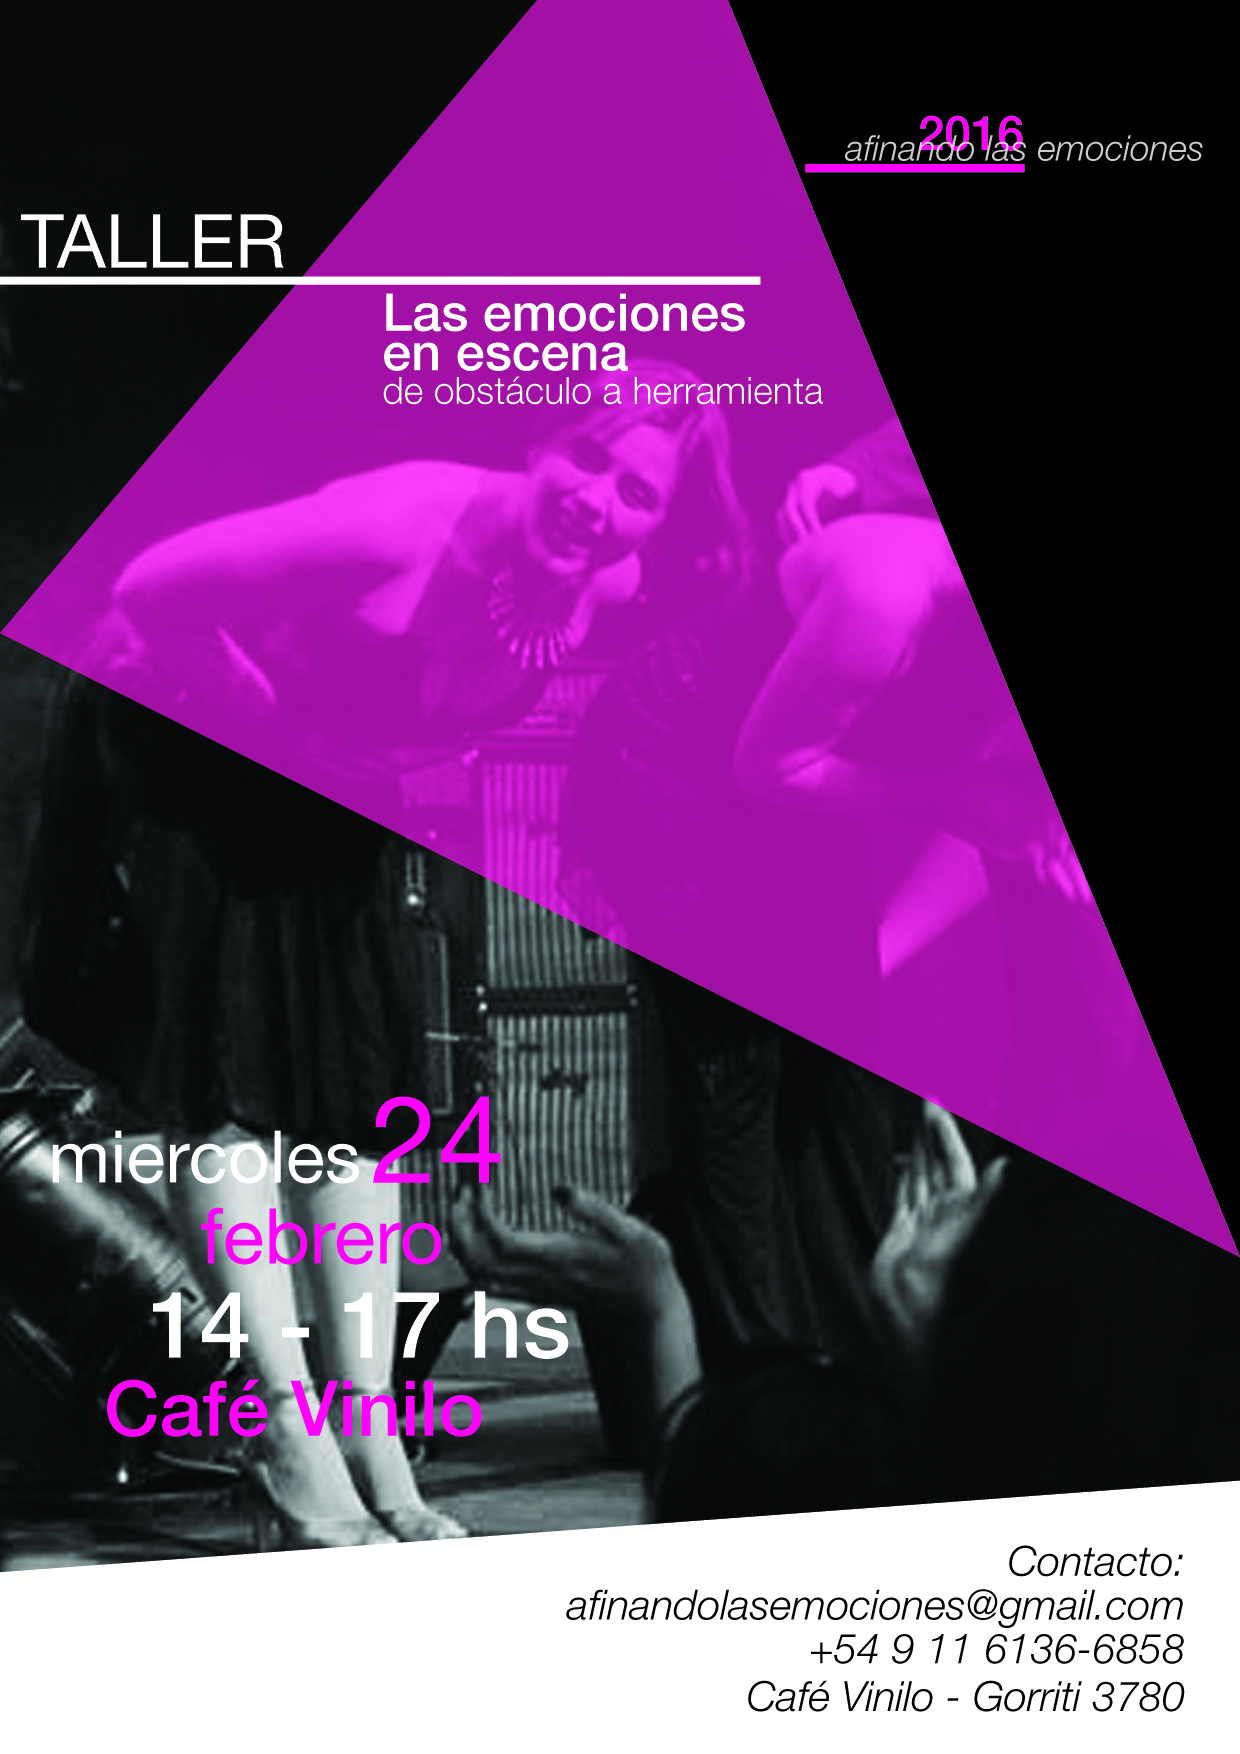 2016
afinando las emociones
TALLER
Las emociones
en escena
de obstáculo a herramienta
miercoles 24
febrero
14 - 17 hs
Café Vinilo
Contacto:
afinandolasemociones@gmail.com
+54 9 11 6136-6858
Café Vinilo - Gorriti 3780